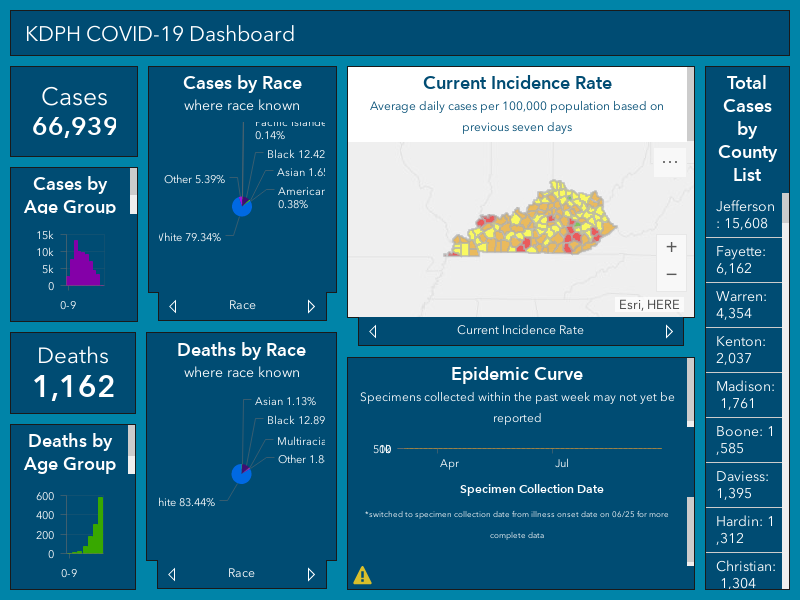 KDPH COVID-19 Dashboard
Cases
66,939
Cases by
Age Group
15k
10k
5k
0
0-9
Deaths
1,162
Deaths by
Age Group
600
400
200
0
0-9
Cases by Race
where race known
0.14%
Black 12.42
Other 5.39%
Asian 1.65
American
0.38%
White 79.34%
Race
Deaths by Race
where race known
Asian 1.13%
Black 12.89
Multiracia
Other 1.8
hite 83.44%
Race
Current Incidence Rate
Average daily cases per 100,000 population based on
previous seven days
...
+
−
Esri, HERE
Current Incidence Rate
Epidemic Curve
Specimens collected within the past week may not yet be
reported
Apr
Jul
Specimen Collection Date
*switched to specimen collection date from illness onset date on 06/25 for more
complete data
Total
Cases
by
County
List
Jefferson
: 15,608
Fayette:
6,162
Warren:
4,354
Kenton:
2,037
Madison:
1,761
Boone: 1
,585
Daviess:
1,395
Hardin: 1
,312
Christian:
1,304